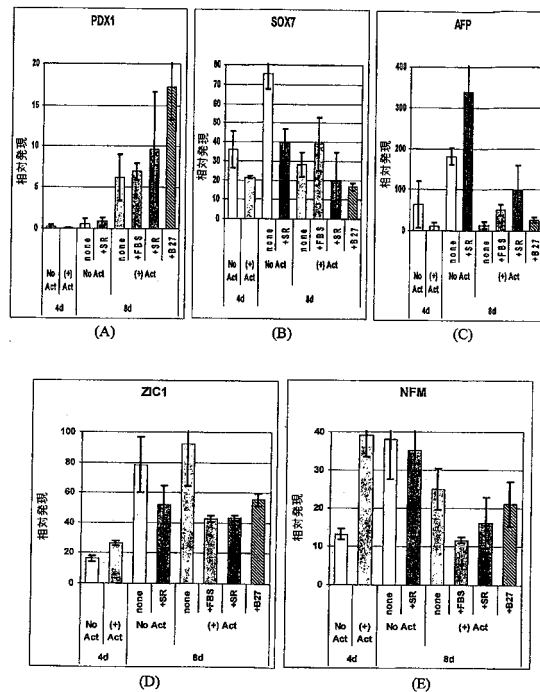 PDX1
相対発現
20
15
10
5
0
none
+SR
none
+FBS
+SR
+B27
No Act
(+) Act
No Act
(+) Act
4d
8d
(A)
SOX7
相対発現
80
70
60
50
40
30
20
10
0
none
+SR
none
+FBS
+SR
+B27
No Act
(+) Act
No Act
(+) Act
4d
8d
(B)
AFP
相対発現
400
300
200
100
0
none
+SR
none
+FBS
+SR
+B27
No Act
(+) Act
No Act
(+) Act
4d
8d
(C)
ZIC1
相対発現
100
80
60
40
20
0
none
+SR
none
+FBS
+SR
+B27
No Act
(+) Act
No Act
(+) Act
4d
8d
(D)
NFM
相対発現
40
30
20
10
0
none
+SR
none
+FBS
+SR
+B27
No Act
(+) Act
No Act
(+) Act
4d
8d
(E)